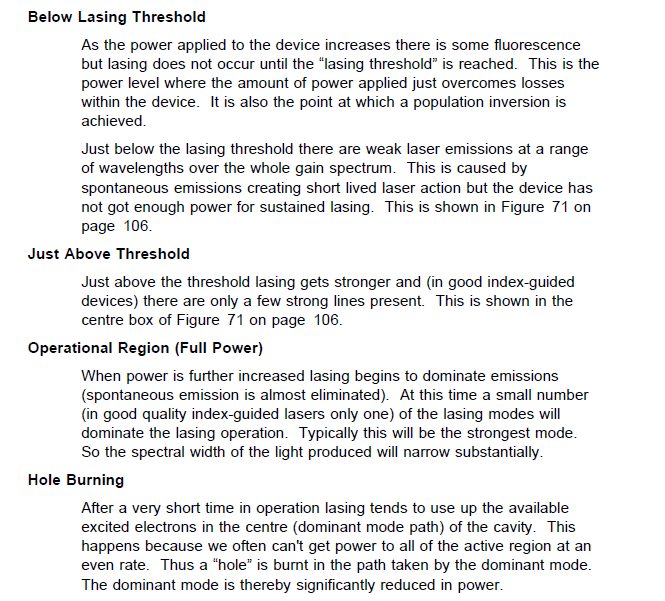 Below Lasing Threshold
As the power applied to the device increases there is some fluorescence
but lasing does not occur until the “lasing threshold” is reached. This is the
power level where the amount of power applied just overcomes losses
within the device. It is also the point at which a population inversion is
achieved.
Just below the lasing threshold there are weak laser emissions at a range
of wavelengths over the whole gain spectrum. This is caused by
spontaneous emissions creating short lived laser action but the device has
not got enough power for sustained lasing. This is shown in Figure 71 on
page 106.
Just Above Threshold
Just above the threshold lasing gets stronger and (in good index-guided
devices) there are only a few strong lines present. This is shown in the
centre box of Figure 71 on page 106.
Operational Region (Full Power)
When power is further increased lasing begins to dominate emissions
(spontaneous emission is almost eliminated). At this time a small number
(in good quality index-guided lasers only one) of the lasing modes will
dominate the lasing operation. Typically this will be the strongest mode.
So the spectral width of the light produced will narrow substantially.
Hole Burning
After a very short time in operation lasing tends to use up the available
excited electrons in the centre (dominant mode path) of the cavity. This
happens because we often can't get power to all of the active region at an
even rate. Thus a “hole” is burnt in the path taken by the dominant mode.
The dominant mode is thereby significantly reduced in power.